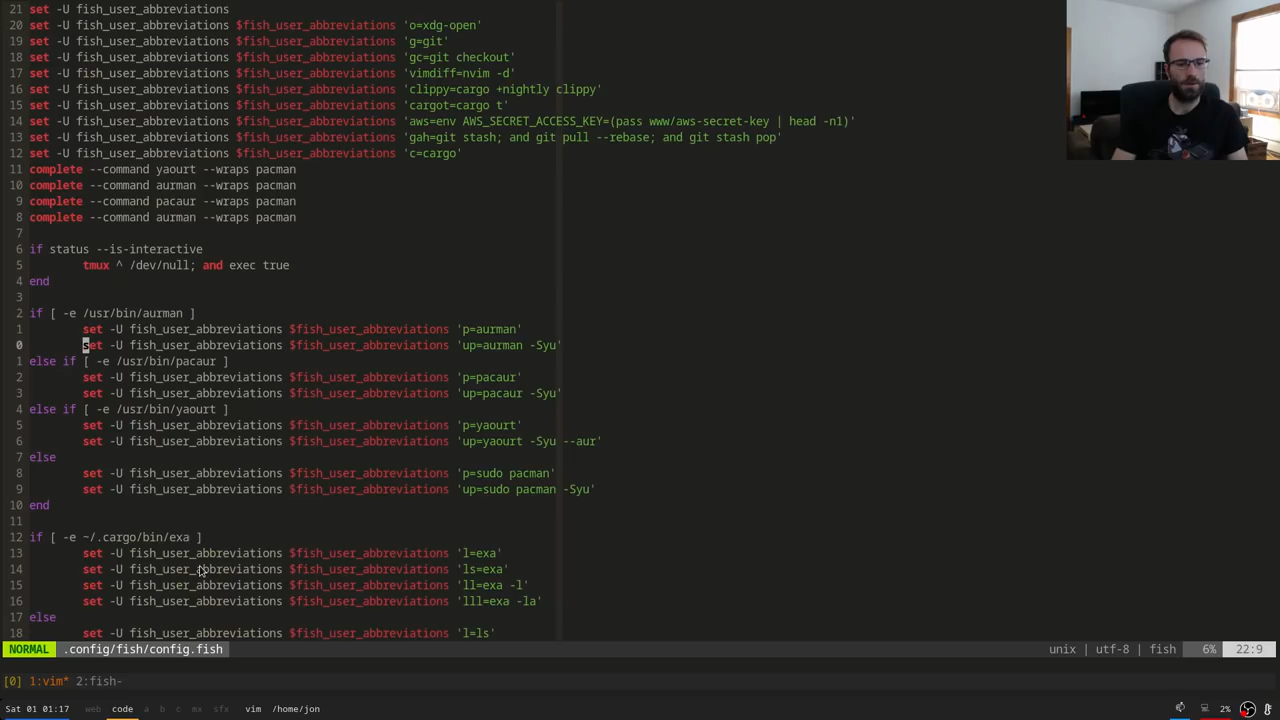 21 set -U fish_user_abbreviations
20 set -U fish_user_abbreviations $fish_user_abbreviations 'o=xdg-open'
19 set -U fish_user_abbreviations $fish_user_abbreviations 'g=git'
18 set -U fish_user_abbreviations $fish_user_abbreviations 'gc=git checkout'
17 set -U fish_user_abbreviations $fish_user_abbreviations 'vimdiff=nvim -d'
16 set -U fish_user_abbreviations $fish_user_abbreviations 'clippy=cargo +nightly clippy'
15 set -U fish_user_abbreviations $fish_user_abbreviations 'cargot=cargo t'
14 set -U fish_user_abbreviations $fish_user_abbreviations 'aws=env AWS_SECRET_ACCESS_KEY=(pass www/aws-secret-key | head -n1)'
13 set -U fish_user_abbreviations $fish_user_abbreviations 'gah=git stash; and git pull --rebase; and git stash pop'
12 set -U fish_user_abbreviations $fish_user_abbreviations 'c=cargo'
11 complete --command yaourt --wraps pacman
10 complete --command aurman --wraps pacman
9 complete --command pacaur --wraps pacman
8 complete --command aurman --wraps pacman
7
6 if status --is-interactive
5 tmux ^ /dev/null; and exec true
4 end
3
2 if [ -e /usr/bin/aurman ]
1 set -U fish_user_abbreviations $fish_user_abbreviations 'p=aurman'
0 set -U fish_user_abbreviations $fish_user_abbreviations 'up=aurman -Syu'
1 else if [ -e /usr/bin/pacaur ]
2 set -U fish_user_abbreviations $fish_user_abbreviations 'p=pacaur'
3 set -U fish_user_abbreviations $fish_user_abbreviations 'up=pacaur -Syu'
4 else if [ -e /usr/bin/yaourt ]
5 set -U fish_user_abbreviations $fish_user_abbreviations 'p=yaourt'
6 set -U fish_user_abbreviations $fish_user_abbreviations 'up=yaourt -Syu --aur'
7 else
8 set -U fish_user_abbreviations $fish_user_abbreviations 'p=sudo pacman'
9 set -U fish_user_abbreviations $fish_user_abbreviations 'up=sudo pacman -Syu'
10 end
11
12 if [ -e ~/.cargo/bin/exa ]
13 set -U fish_user_abbreviations $fish_user_abbreviations 'l=exa'
14 set -U fish_user_abbreviations $fish_user_abbreviations 'ls=exa'
15 set -U fish_user_abbreviations $fish_user_abbreviations 'll=exa -l'
16 set -U fish_user_abbreviations $fish_user_abbreviations 'lll=exa -la'
17 else
18 set -U fish_user_abbreviations $fish_user_abbreviations 'l=ls'
NORMAL .config/fish/config.fish unix | utf-8 | fish 6% 22:9
[0] 1:vim* 2:fish-
Sat 01 01:17 web code a b c mx sfx vim /home/jon 2%